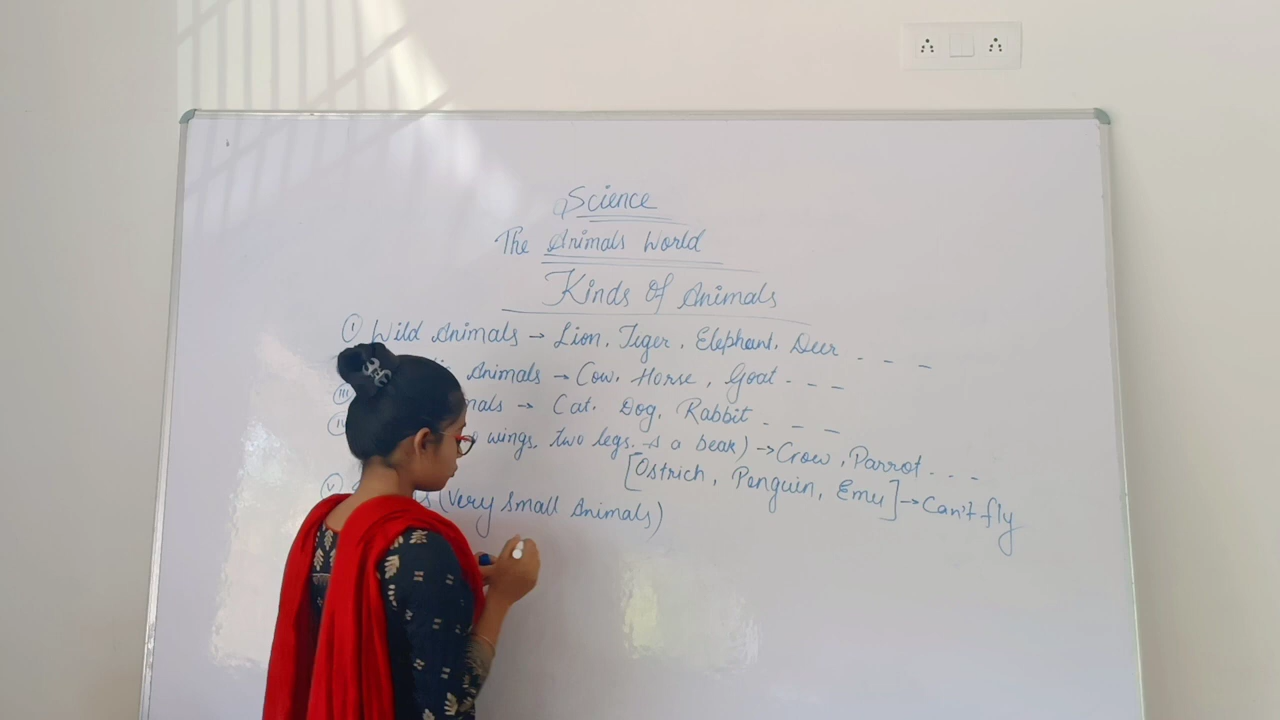 Science
The Animals World
Kinds Of Animals
(I) Wild Animals → Lion, Tiger, Elephant, Deer - - -
Animals → Cow, Horse, Goat - - -
(III) → Cat, Dog, Rabbit - - -
wings, two legs, & a beak) → Crow, Parrot - - -
[Ostrich, Penguin, Emu] → Can't fly
(V) (Very Small Animals)